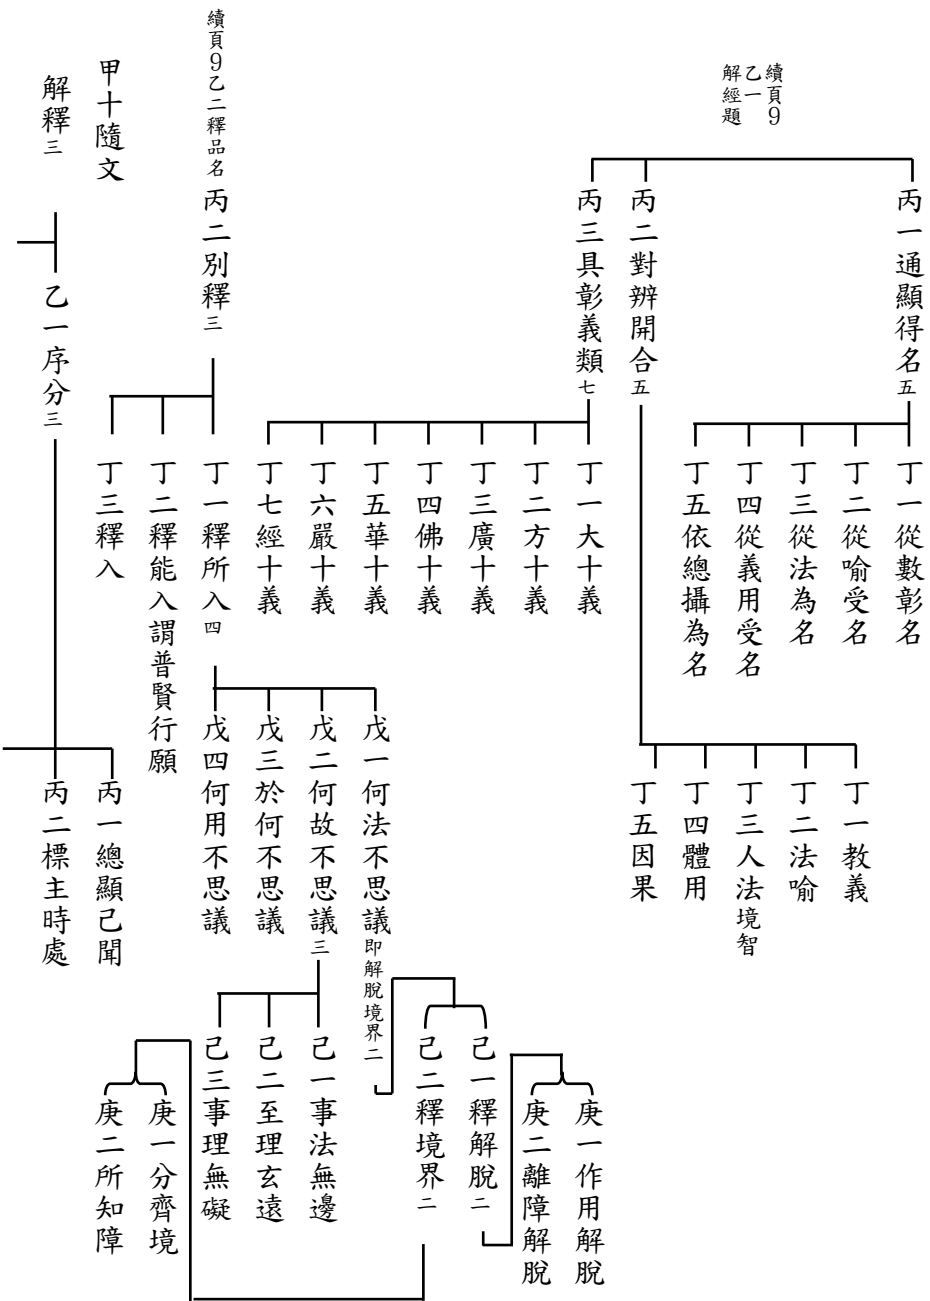 續頁9
乙一
解經題
丙一通顯得名五
丁一從數彰名
丁二從喻受名
丁三從法為名
丁四從義用受名
丁五依總攝為名
丙二對辨開合五
丁一教義
丁二法喻
丁三人法境智
丁四體用
丁五因果
丙三具彰義類七
丁一大十義
丁二方十義
丁三廣十義
丁四佛十義
丁五華十義
丁六嚴十義
丁七經十義
續頁9乙二釋品名
丙二別釋三
丁一釋所入四
戊一何法不思議即解脫境界二
己一釋解脫二
庚一作用解脫
庚二離障解脫
己二釋境界二
庚一分齊境
庚二所知障
戊二何故不思議三
己一事法無邊
己二至理玄遠
己三事理無礙
戊三於何不思議
戊四何用不思議
丁二釋能入謂普賢行願
丁三釋入
甲十隨文
解釋三
乙一序分三
丙一總顯己聞
丙二標主時處